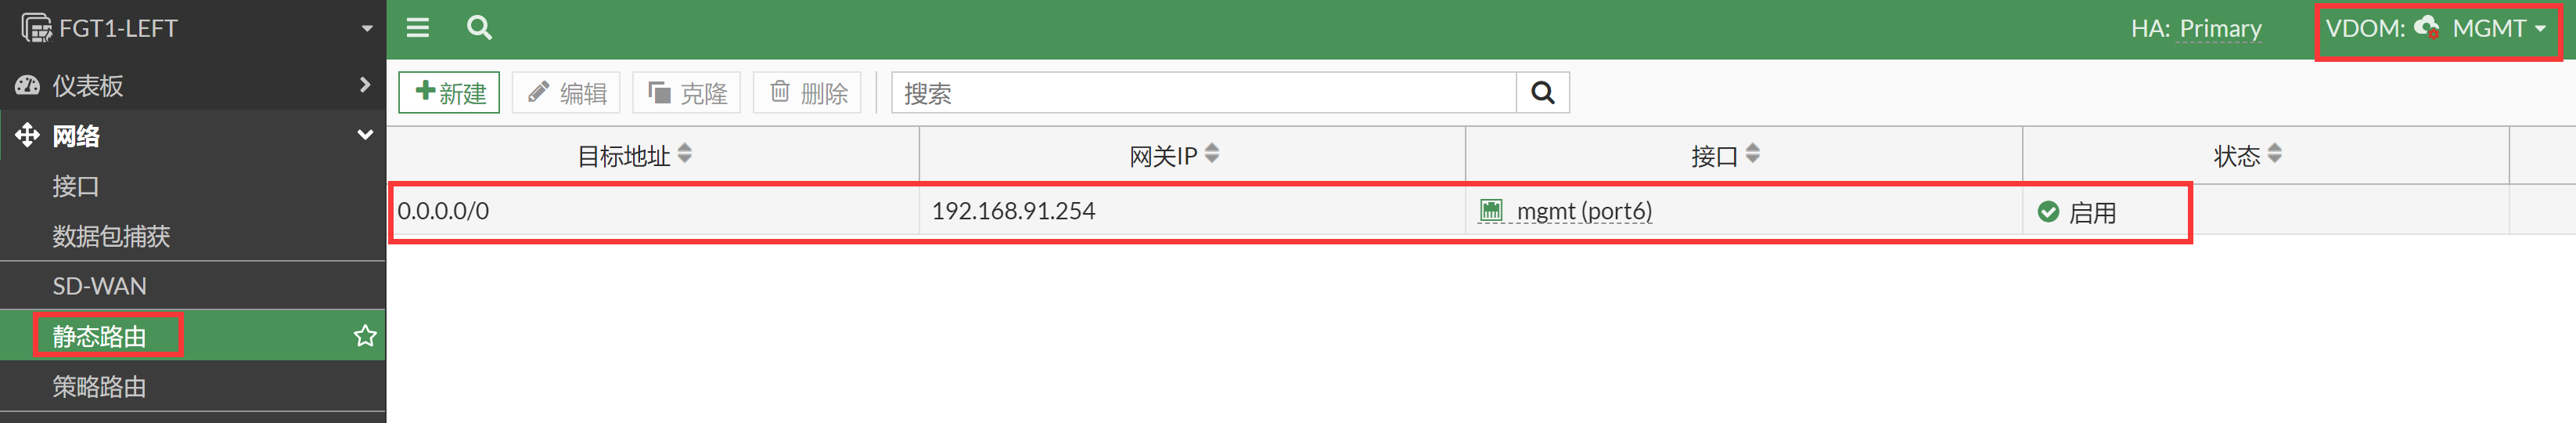 FGT1-LEFT
HA: Primary
VDOM: MGMT
仪表板
网络
接口
数据包捕获
SD-WAN
静态路由
策略路由
新建
编辑
克隆
删除
搜索
目标地址 网关IP 接口 状态
0.0.0.0/0 192.168.91.254 mgmt (port6) 启用